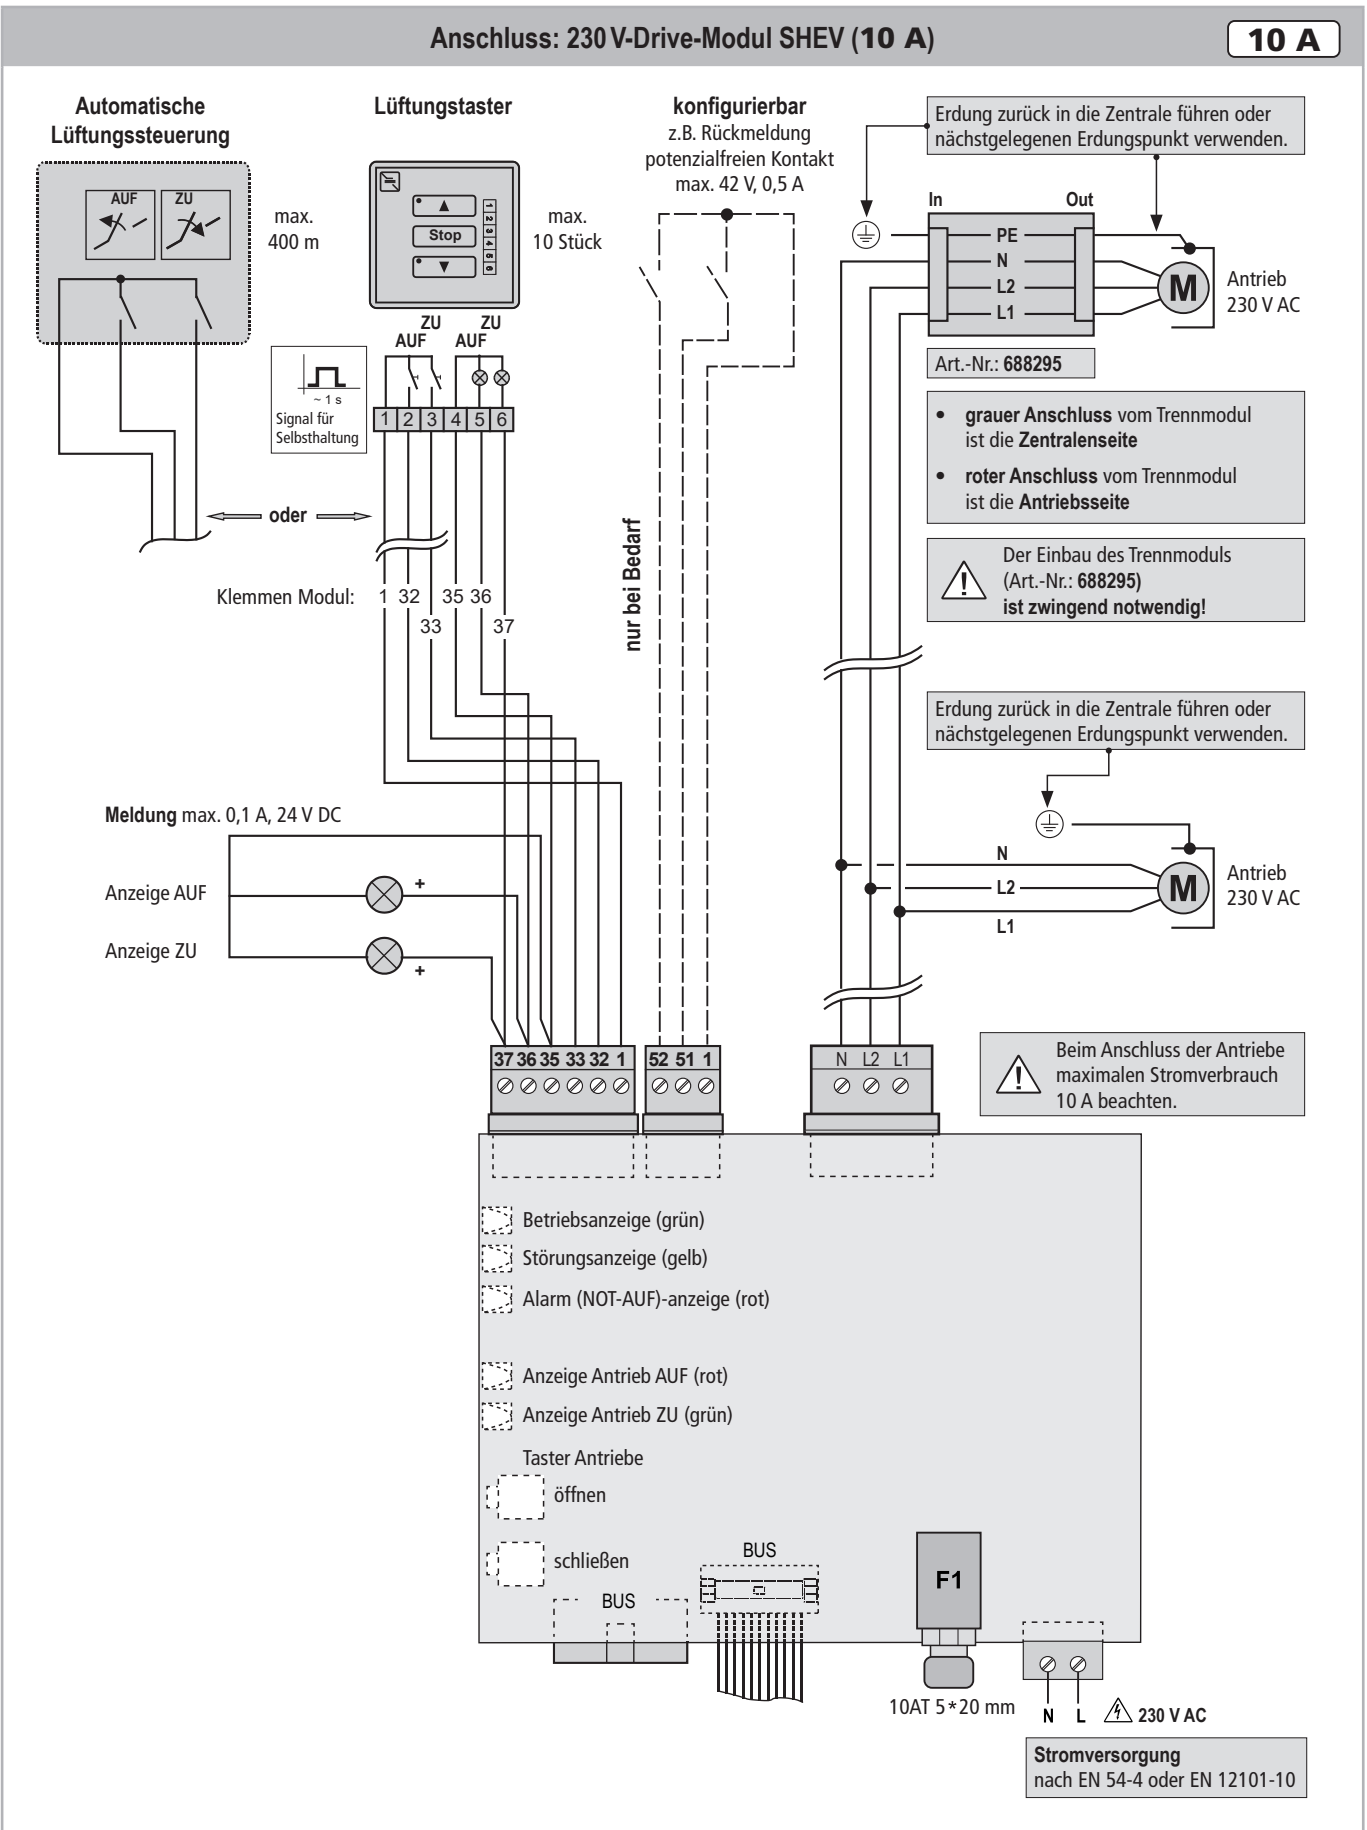 Anschluss: 230 V-Drive-Modul SHEV (10 A)
10 A
Automatische
Lüftungssteuerung
AUF
ZU
max.
400 m
Lüftungstaster
▲
Stop
▼
1
2
3
4
5
6
max.
10 Stück
konfigurierbar
z.B. Rückmeldung
potenzialfreien Kontakt
max. 42 V, 0,5 A
Erdung zurück in die Zentrale führen oder
nächstgelegenen Erdungspunkt verwenden.
In
Out
PE
N
L2
L1
M
Antrieb
230 V AC
Art.-Nr.: 688295
ZU
ZU
AUF
AUF
~ 1 s
Signal für
Selbsthaltung
1 2 3 4 5 6
• grauer Anschluss vom Trennmodul
ist die Zentralenseite
• roter Anschluss vom Trennmodul
ist die Antriebsseite
oder
nur bei Bedarf
Der Einbau des Trennmoduls
(Art.-Nr.: 688295)
ist zwingend notwendig!
Klemmen Modul: 1 32 35 36
33 37
Erdung zurück in die Zentrale führen oder
nächstgelegenen Erdungspunkt verwenden.
Meldung max. 0,1 A, 24 V DC
Anzeige AUF
+
Anzeige ZU
+
N
L2
L1
M
Antrieb
230 V AC
37 36 35 33 32 1
52 51 1
N L2 L1
Beim Anschluss der Antriebe
maximalen Stromverbrauch
10 A beachten.
Betriebsanzeige (grün)
Störungsanzeige (gelb)
Alarm (NOT-AUF)-anzeige (rot)
Anzeige Antrieb AUF (rot)
Anzeige Antrieb ZU (grün)
Taster Antriebe
öffnen
schließen
BUS
BUS
F1
10AT 5*20 mm
N L 230 V AC
Stromversorgung
nach EN 54-4 oder EN 12101-10